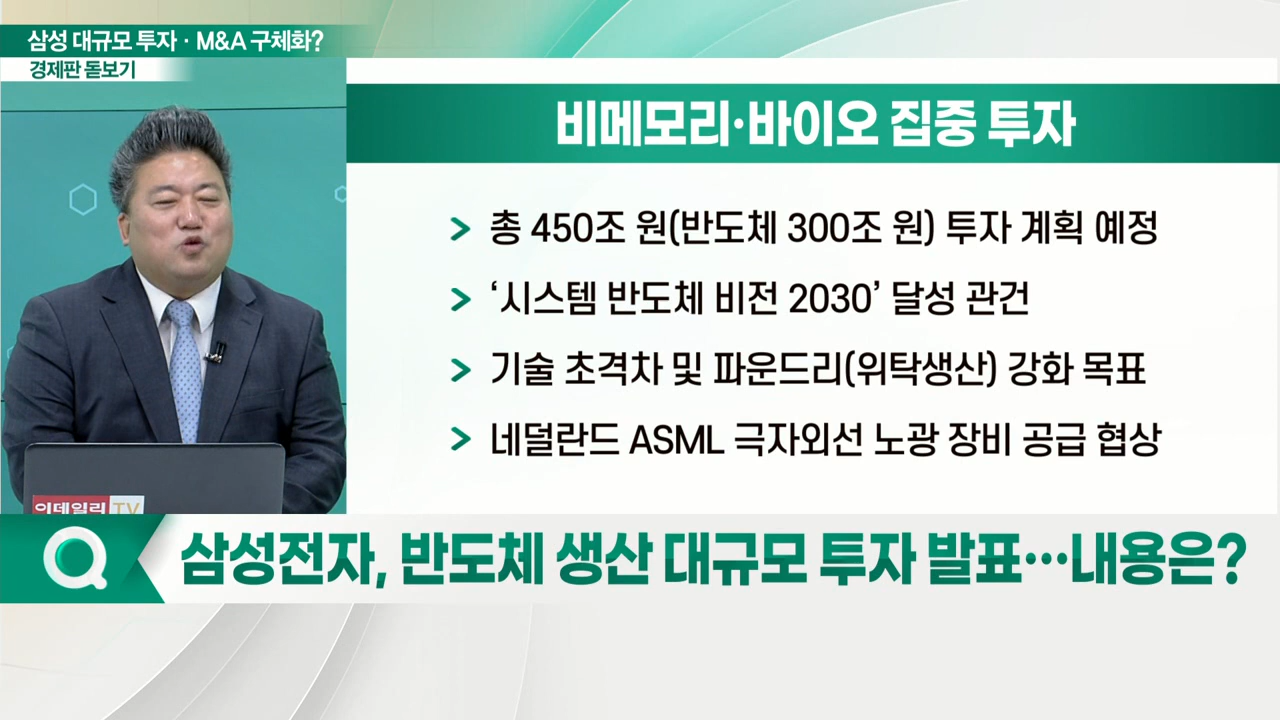 삼성 대규모 투자· M&A 구체화?
경제판 돋보기
비메모리·바이오 집중 투자
> 총 450조 원(반도체 300조 원) 투자 계획 예정
> ‘시스템 반도체 비전 2030’ 달성 관건
> 기술 초격차 및 파운드리(위탁생산) 강화 목표
> 네덜란드 ASML 극자외선 노광 장비 공급 협상
이데일리 TV
삼성전자, 반도체 생산 대규모 투자 발표…내용은?